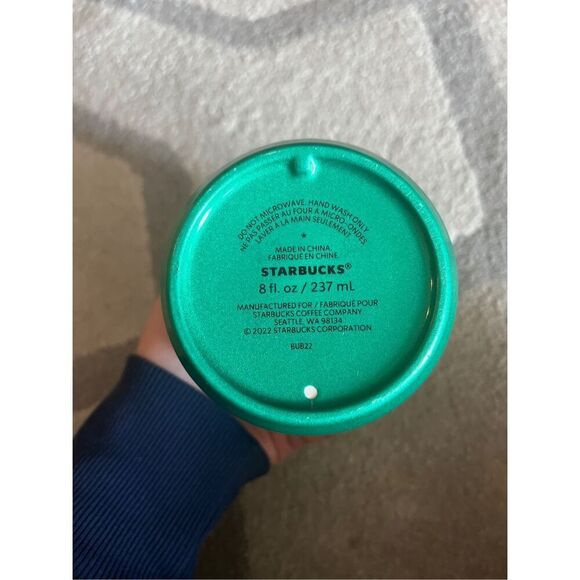 DO NOT MICROWAVE. HAND WASH ONLY.
NE PAS PASSER AU FOUR À MICRO-ONDES
LAVER À LA MAIN SEULEMENT.
MADE IN CHINA.
FABRIQUÉ EN CHINE.
STARBUCKS®
8 fl. oz / 237 mL
MANUFACTURED FOR / FABRIQUÉ POUR
STARBUCKS COFFEE COMPANY
SEATTLE, WA 98134
© 2022 STARBUCKS CORPORATION
BUB22